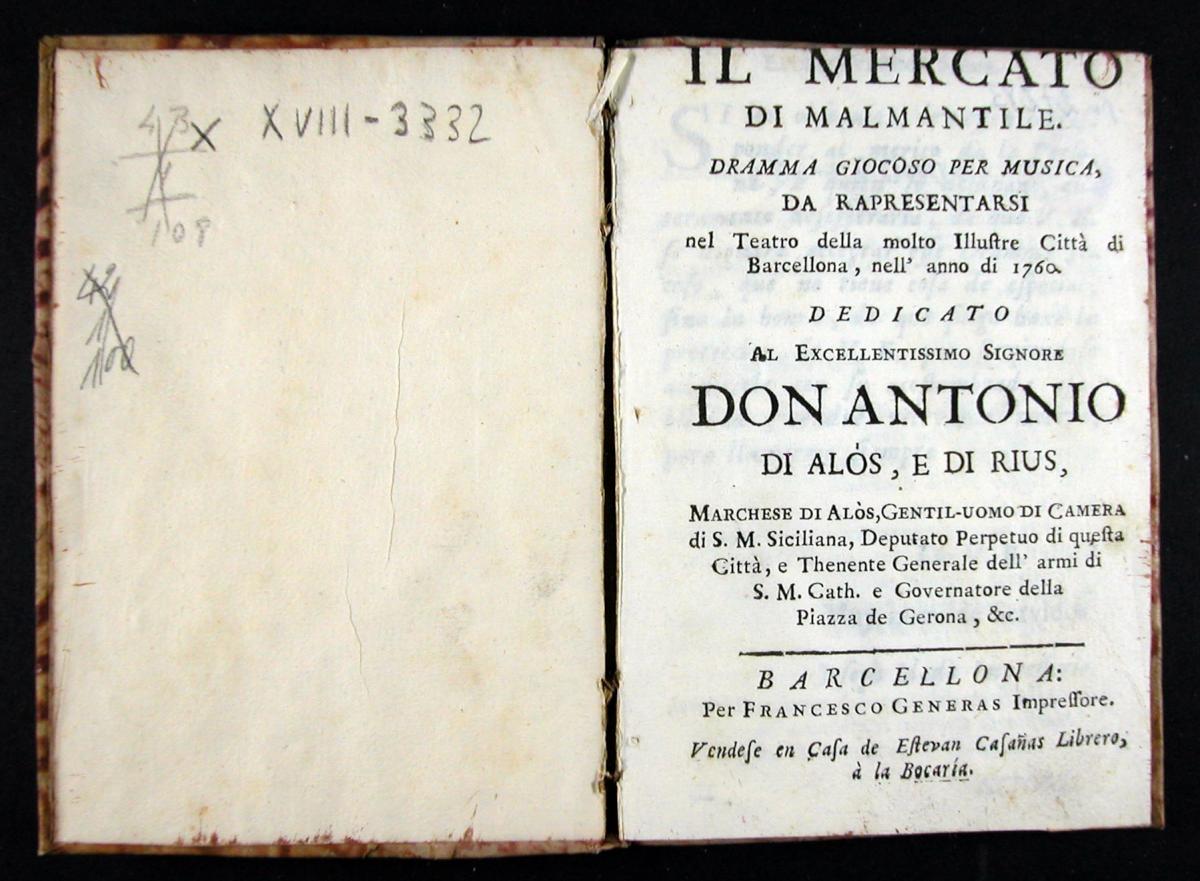 43 X
XVIII-3332
108
IL MERCATO
DI MALMANTILE.
DRAMMA GIOCOSO PER MUSICA,
DA RAPRESENTARSI
nel Teatro della molto Illuſtre Città di
Barcellona, nell' anno di 1760.
DEDICATO
AL EXCELLENTISSIMO SIGNORE
DON ANTONIO
DI ALÒS, E DI RIUS,
MARCHESE DI ALÒS, GENTIL-UOMO DI CAMERA
di S. M. Siciliana, Deputato Perpetuo di queſta
Città, e Thenente Generale dell' armi di
S. M. Cath. e Governatore della
Piazza de Gerona, &c.
BARCELLONA:
Per FRANCESCO GENERAS Impreſſore.
Vendeſe en Caſa de Eſtevan Caſañas Librero,
à la Bocaría.